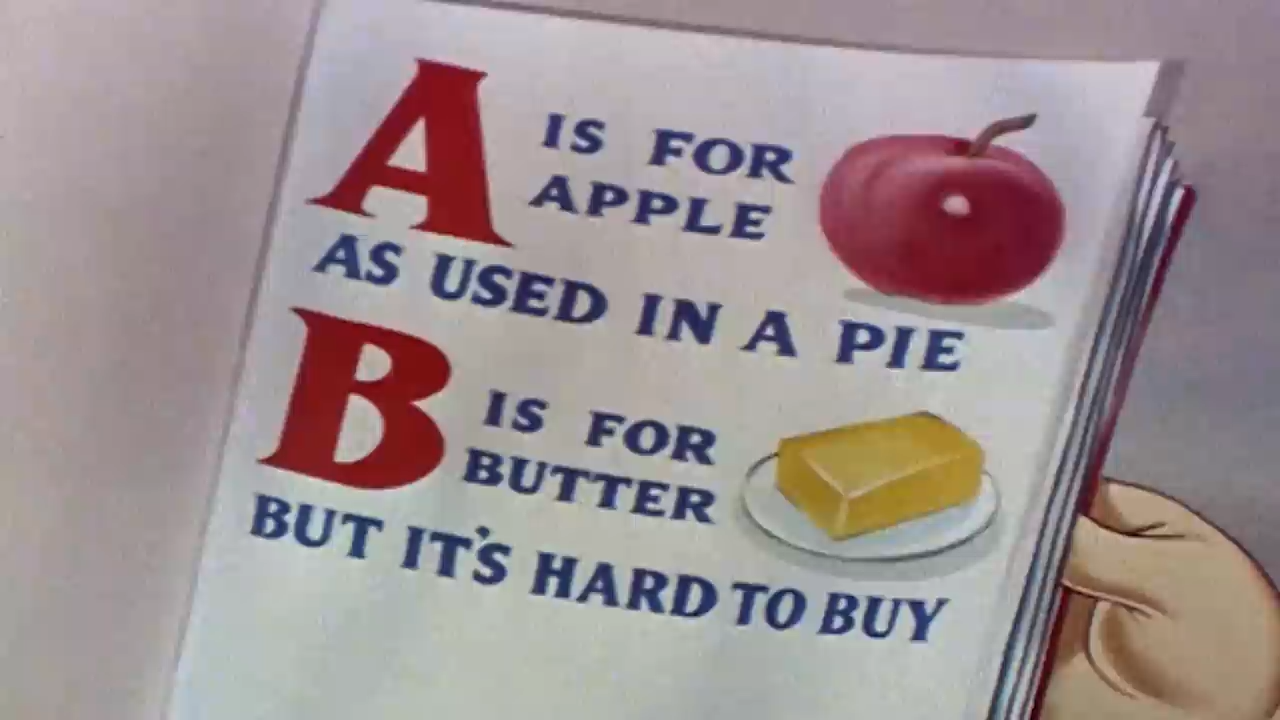 A IS FOR
APPLE
AS USED IN A PIE
B IS FOR
BUTTER
BUT IT'S HARD TO BUY